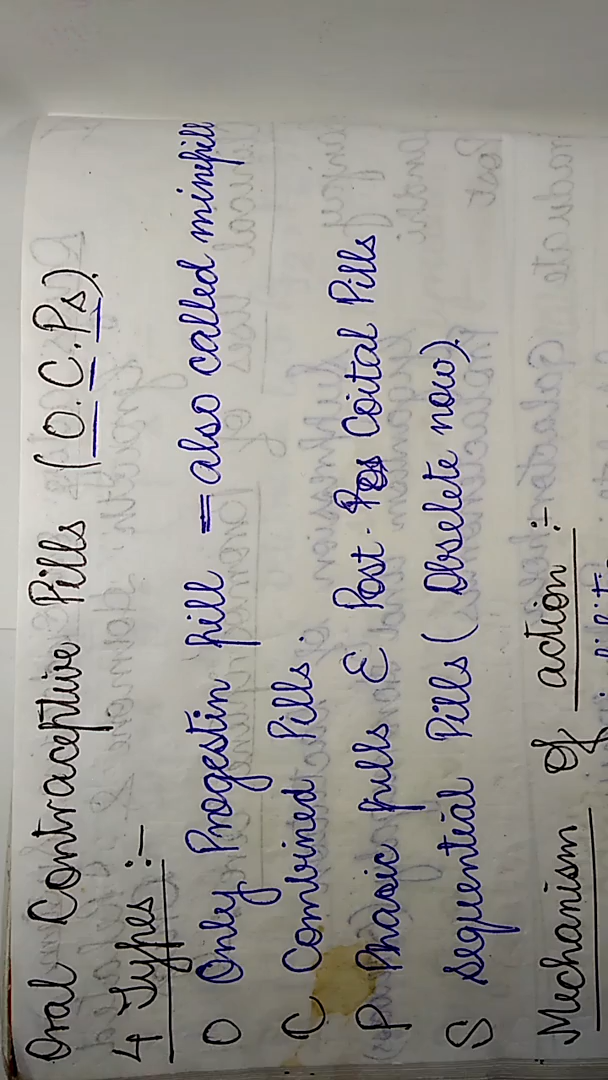 Oral Contraceptive Pills (O.C.Ps).
4 Types :-
O Only Progestin pill = also called minipill
C Combined Pills.
P Phasic pills & Post- Coital Pills
S Sequential Pills ( Obselete now).
Mechanism of action :-